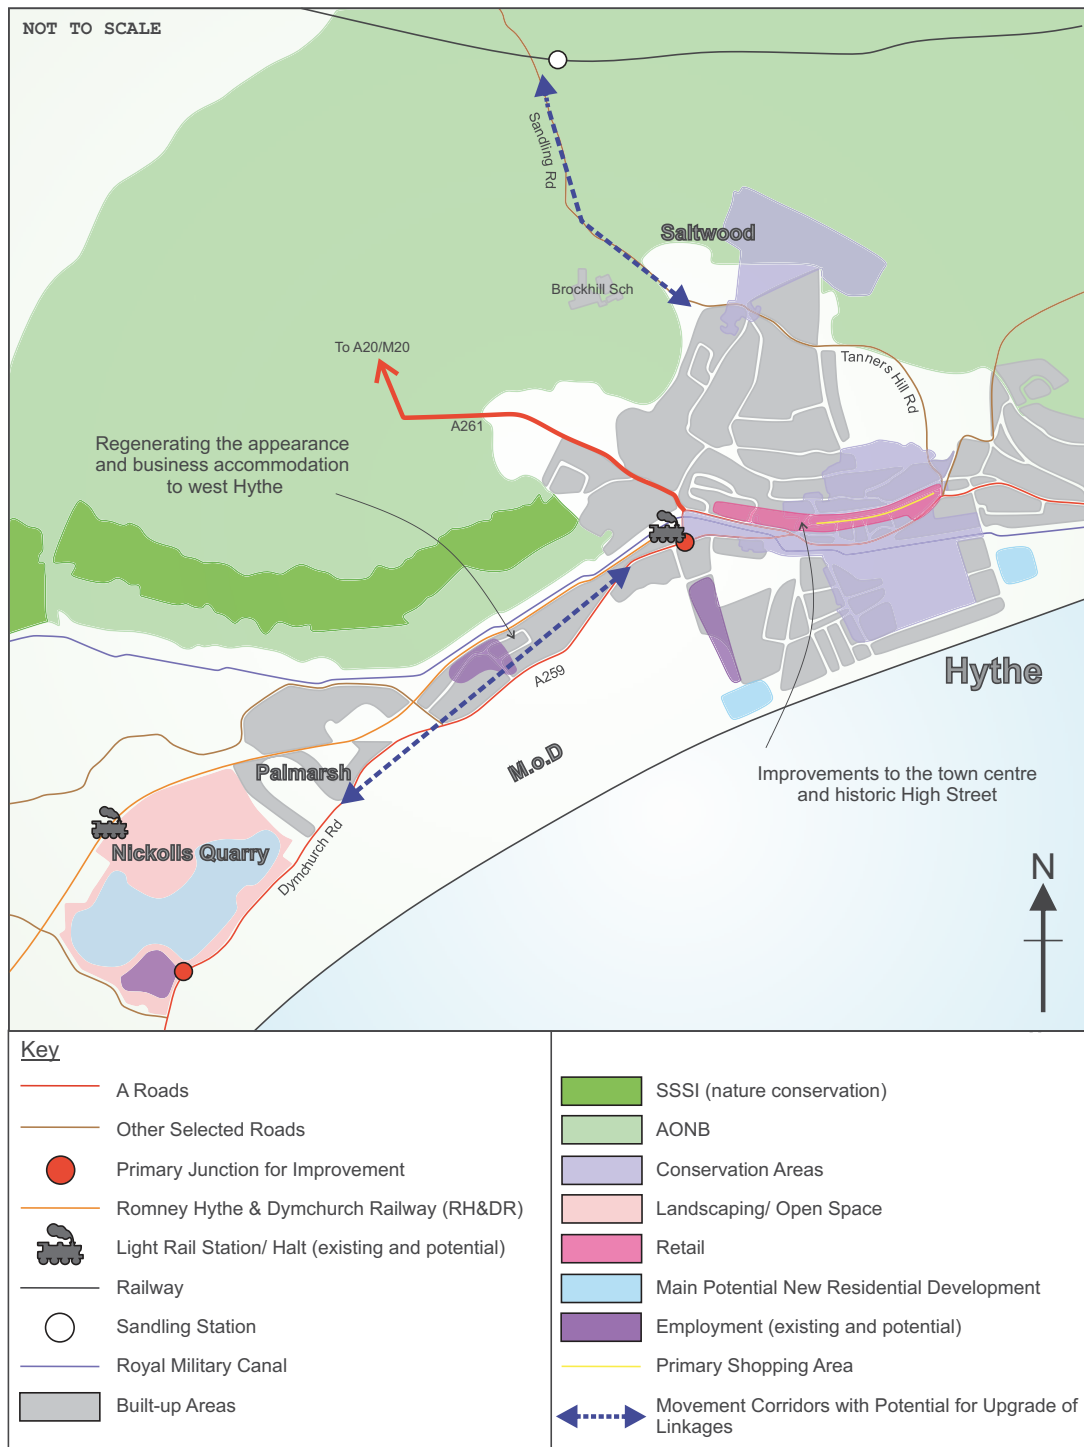 NOT TO SCALE
Sandling Rd
Saltwood
Brockhill Sch
To A20/M20
Tanners Hill Rd
A261
Regenerating the appearance
and business accommodation
to west Hythe
Hythe
A259
M.o.D
Palmarsh
Improvements to the town centre
and historic High Street
Nickolls Quarry
Dymchurch Rd
N
Key
A Roads
Other Selected Roads
Primary Junction for Improvement
Romney Hythe & Dymchurch Railway (RH&DR)
Light Rail Station/ Halt (existing and potential)
Railway
Sandling Station
Royal Military Canal
Built-up Areas
SSSI (nature conservation)
AONB
Conservation Areas
Landscaping/ Open Space
Retail
Main Potential New Residential Development
Employment (existing and potential)
Primary Shopping Area
Movement Corridors with Potential for Upgrade of
Linkages